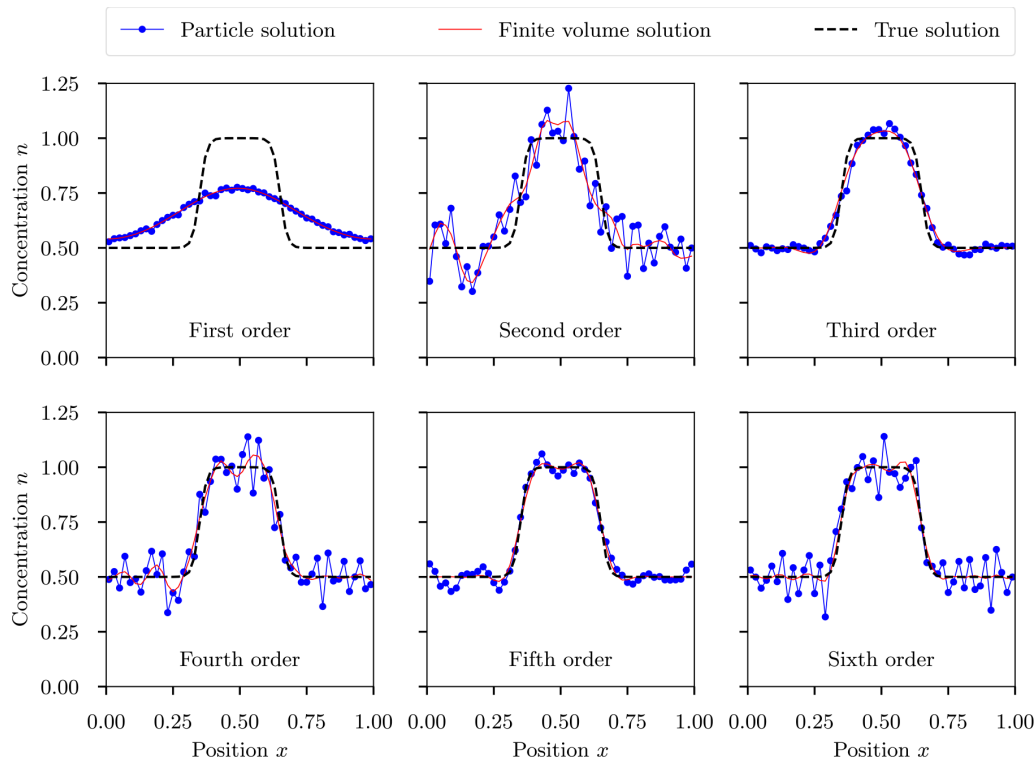 Particle solution
Finite volume solution
True solution
1.25
1.00
0.75
0.50
0.25
0.00
Concentration n
First order
Second order
Third order
1.25
1.00
0.75
0.50
0.25
0.00
Concentration n
Fourth order
Fifth order
Sixth order
0.00 0.25 0.50 0.75 1.00
0.00 0.25 0.50 0.75 1.00
0.00 0.25 0.50 0.75 1.00
Position x
Position x
Position x